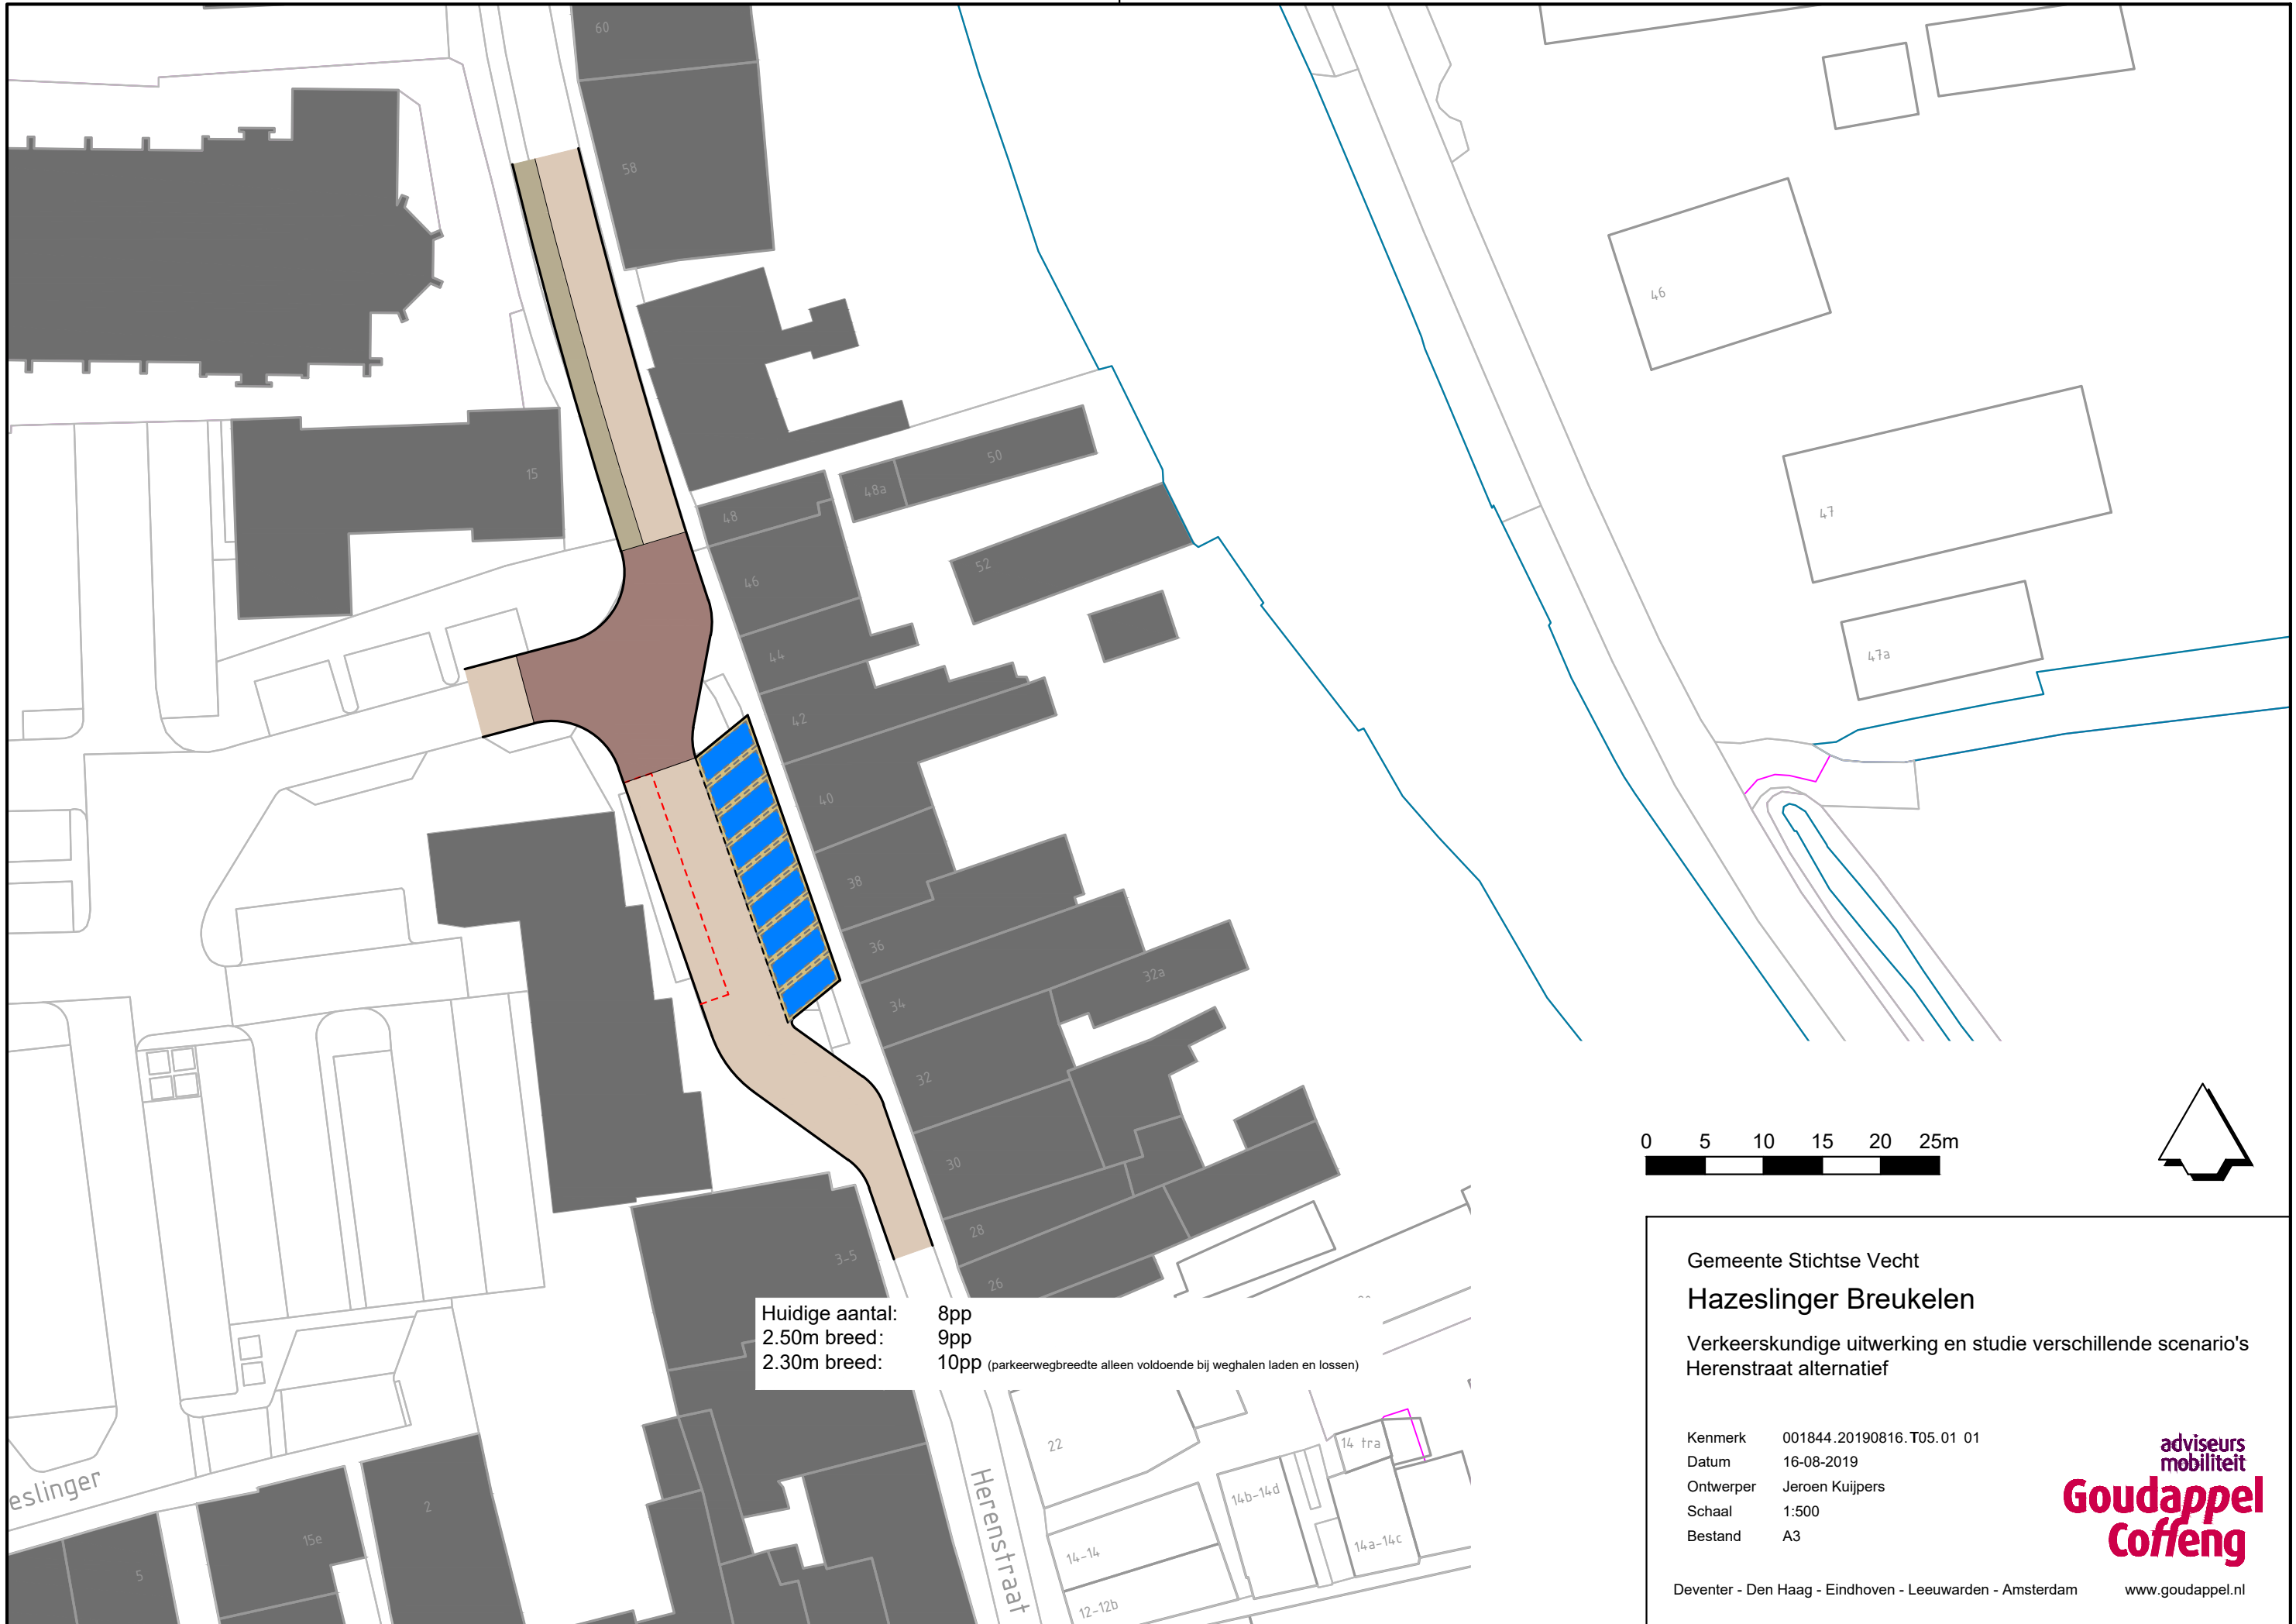 60
58
46
15
50
48a
48
47
52
46
44
47a
42
40
38
36
32a
34
32
30
28
3-5
26
0 5 10 15 20 25m
Huidige aantal: 8pp
2.50m breed: 9pp
2.30m breed: 10pp (parkeerwegbreedte alleen voldoende bij weghalen laden en lossen)
22
14 tra
14b-14d
14a-14c
14-14
12-12b
Herenstraat
eslinger
2
15e
5
Gemeente Stichtse Vecht
Hazeslinger Breukelen
Verkeerskundige uitwerking en studie verschillende scenario's
Herenstraat alternatief
Kenmerk 001844.20190816.T05.01 01
Datum 16-08-2019
Ontwerper Jeroen Kuijpers
Schaal 1:500
Bestand A3
adviseurs
mobiliteit
Goudappel
Coffeng
Deventer - Den Haag - Eindhoven - Leeuwarden - Amsterdam www.goudappel.nl